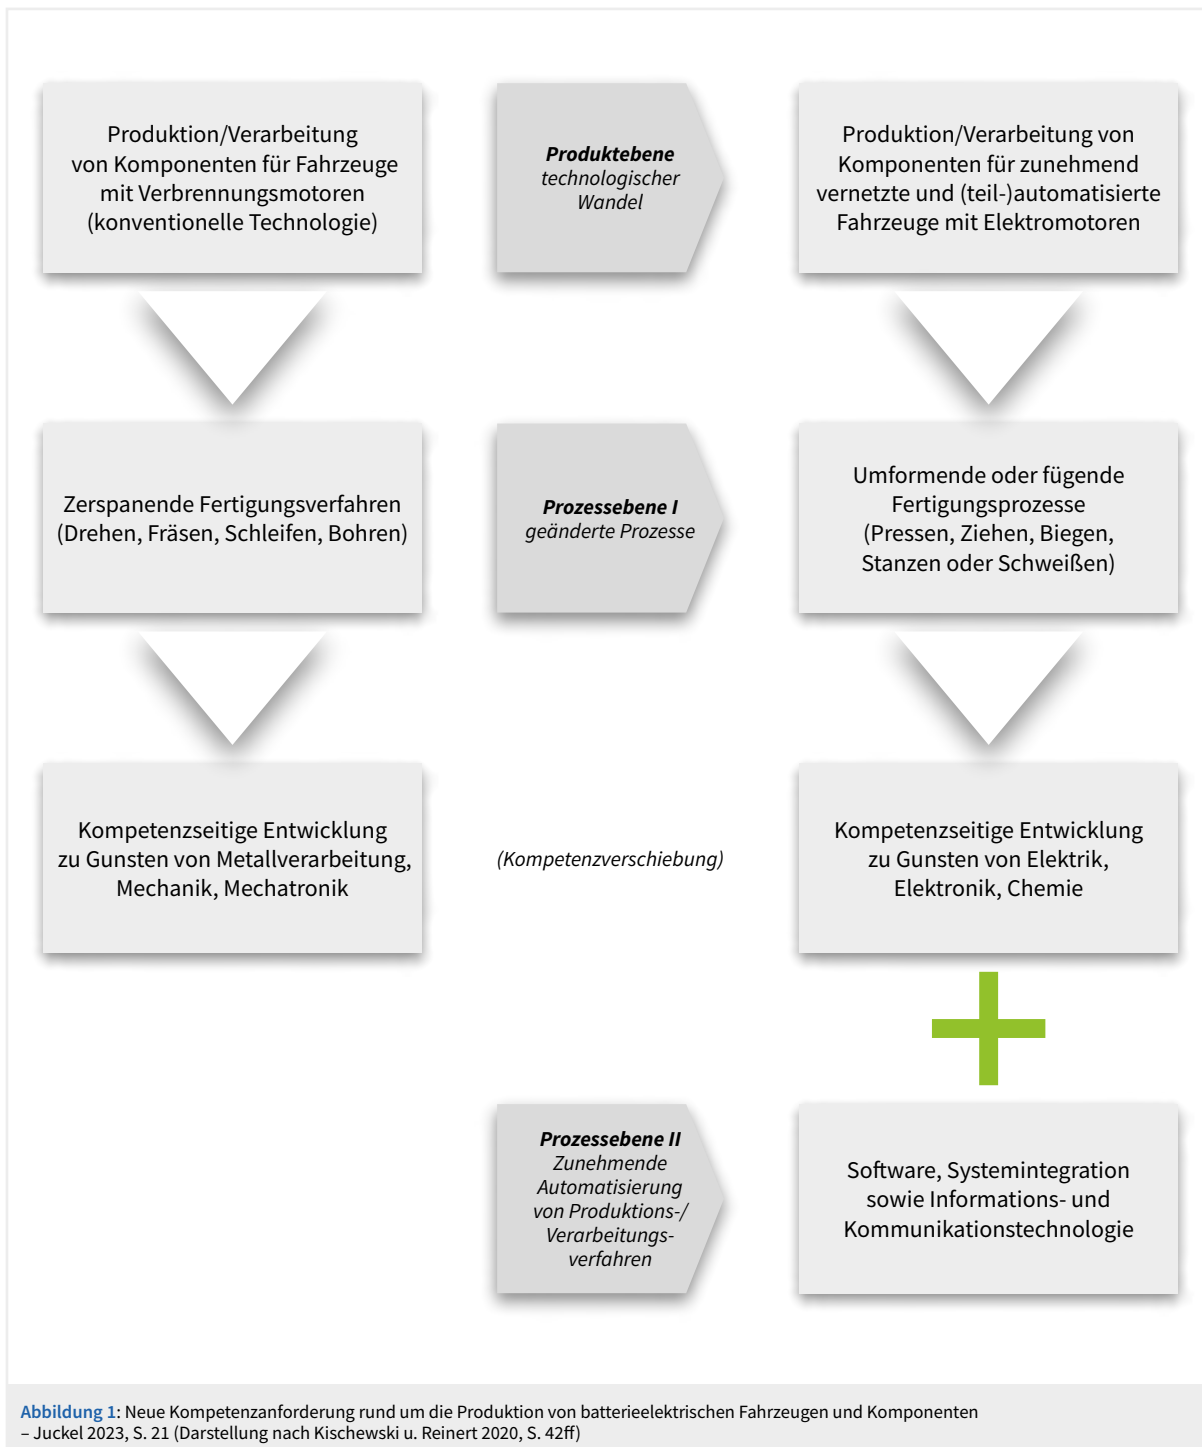 Produktion/Verarbeitung
von Komponenten für Fahrzeuge
mit Verbrennungsmotoren
(konventionelle Technologie)
Produktebene
technologischer
Wandel
Produktion/Verarbeitung von
Komponenten für zunehmend
vernetzte und (teil-)automatisierte
Fahrzeuge mit Elektromotoren
Zerspanende Fertigungsverfahren
(Drehen, Fräsen, Schleifen, Bohren)
Prozessebene I
geänderte Prozesse
Umformende oder fügende
Fertigungsprozesse
(Pressen, Ziehen, Biegen,
Stanzen oder Schweißen)
Kompetenzseitige Entwicklung
zu Gunsten von Metallverarbeitung,
Mechanik, Mechatronik
(Kompetenzverschiebung)
Kompetenzseitige Entwicklung
zu Gunsten von Elektrik,
Elektronik, Chemie
Prozessebene II
Zunehmende
Automatisierung
von Produktions-/
Verarbeitungs-
verfahren
Software, Systemintegration
sowie Informations- und
Kommunikationstechnologie
Abbildung 1: Neue Kompetenzanforderung rund um die Produktion von batterieelektrischen Fahrzeugen und Komponenten
– Juckel 2023, S. 21 (Darstellung nach Kischewski u. Reinert 2020, S. 42ff)